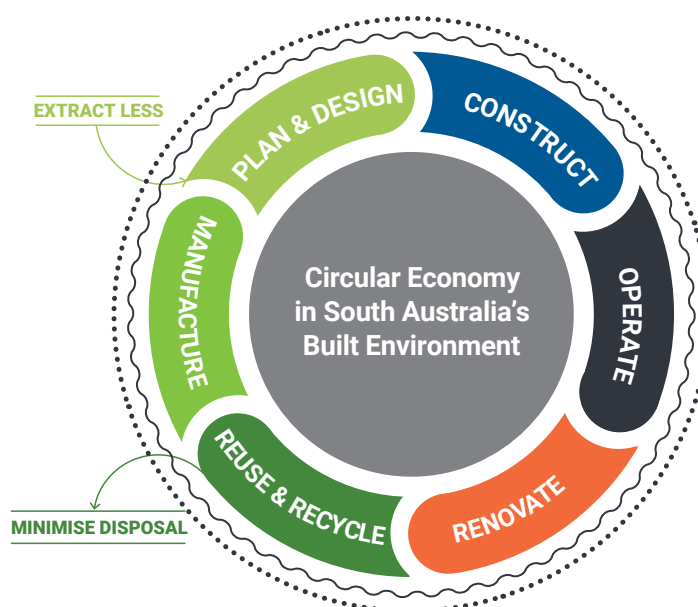 EXTRACT LESS
PLAN & DESIGN
CONSTRUCT
OPERATE
RENOVATE
REUSE & RECYCLE
MANUFACTURE
MINIMISE DISPOSAL
Circular Economy
in South Australia's
Built Environment